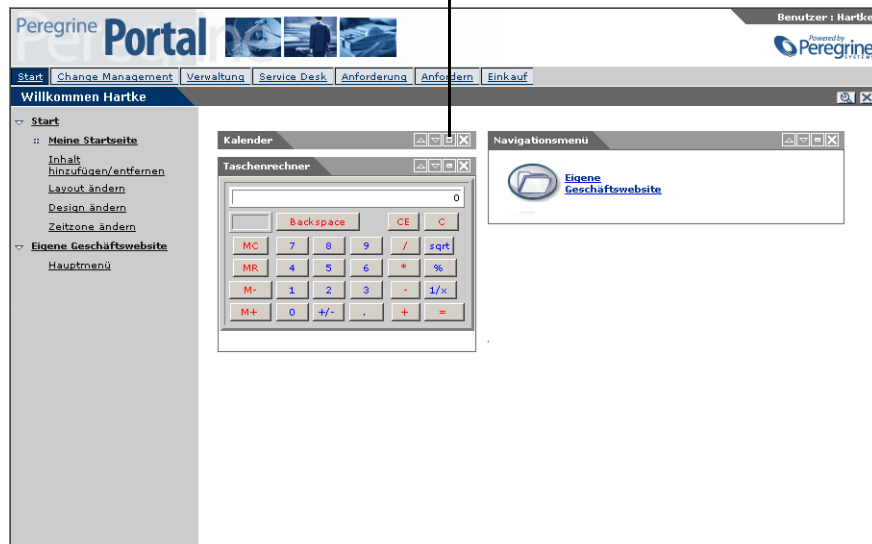 Benutzer : Hartke
Peregrine Portal
Powered by
Peregrine
SYSTEMS
Start Change Management Verwaltung Service Desk Anforderung Anfordern Einkauf
Willkommen Hartke
Start
Meine Startseite
Inhalt
hinzufügen/entfernen
Layout ändern
Design ändern
Zeitzone ändern
Eigene Geschäftswebsite
Hauptmenü
Kalender
Taschenrechner
0
Backspace CE C
MC 7 8 9 / sqrt
MR 4 5 6 * %
M- 1 2 3 - 1/x
M+ 0 +/- , + =
Navigationsmenü
Eigene
Geschäftswebsite